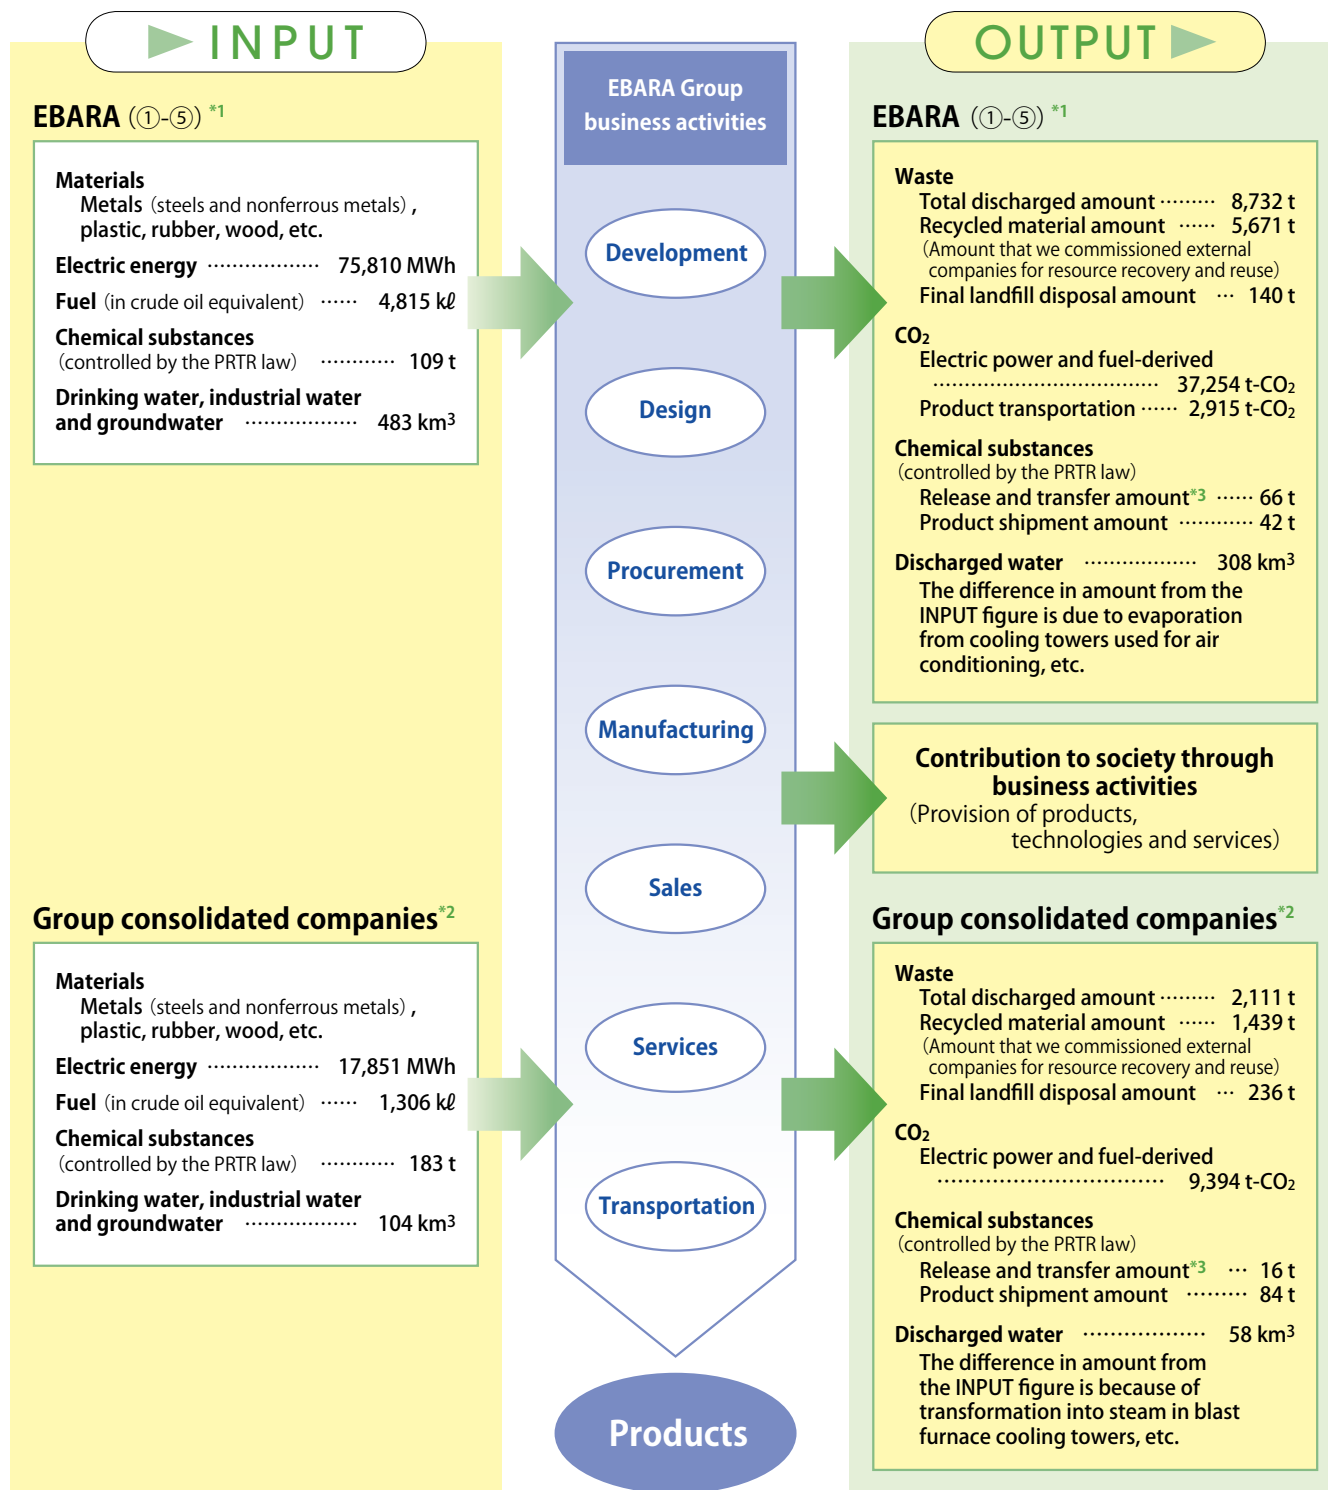 INPUT
EBARA（①-⑤）*1
Materials
Metals（steels and nonferrous metals）,
plastic, rubber, wood, etc.
Electric energy ·················· 75,810 MWh
Fuel（in crude oil equivalent） ······ 4,815 kℓ
Chemical substances
（controlled by the PRTR law） ············ 109 t
Drinking water, industrial water
and groundwater ·················· 483 km³
Group consolidated companies*2
Materials
Metals（steels and nonferrous metals）,
plastic, rubber, wood, etc.
Electric energy ·················· 17,851 MWh
Fuel（in crude oil equivalent） ······ 1,306 kℓ
Chemical substances
（controlled by the PRTR law） ············ 183 t
Drinking water, industrial water
and groundwater ·················· 104 km³
EBARA Group
business activities
Development
Design
Procurement
Manufacturing
Sales
Services
Transportation
Products
OUTPUT
EBARA（①-⑤）*1
Waste
Total discharged amount ········· 8,732 t
Recycled material amount ······ 5,671 t
（Amount that we commissioned external
companies for resource recovery and reuse）
Final landfill disposal amount ··· 140 t
CO₂
Electric power and fuel-derived
································· 37,254 t-CO₂
Product transportation ······ 2,915 t-CO₂
Chemical substances
（controlled by the PRTR law）
Release and transfer amount*3 ······ 66 t
Product shipment amount ············ 42 t
Discharged water ·················· 308 km³
The difference in amount from the
INPUT figure is due to evaporation
from cooling towers used for air
conditioning, etc.
Contribution to society through
business activities
（Provision of products,
technologies and services）
Group consolidated companies*2
Waste
Total discharged amount ········· 2,111 t
Recycled material amount ······ 1,439 t
（Amount that we commissioned external
companies for resource recovery and reuse）
Final landfill disposal amount ··· 236 t
CO₂
Electric power and fuel-derived
································· 9,394 t-CO₂
Chemical substances
（controlled by the PRTR law）
Release and transfer amount*3 ··· 16 t
Product shipment amount ········· 84 t
Discharged water ·················· 58 km³
The difference in amount from
the INPUT figure is because of
transformation into steam in blast
furnace cooling towers, etc.